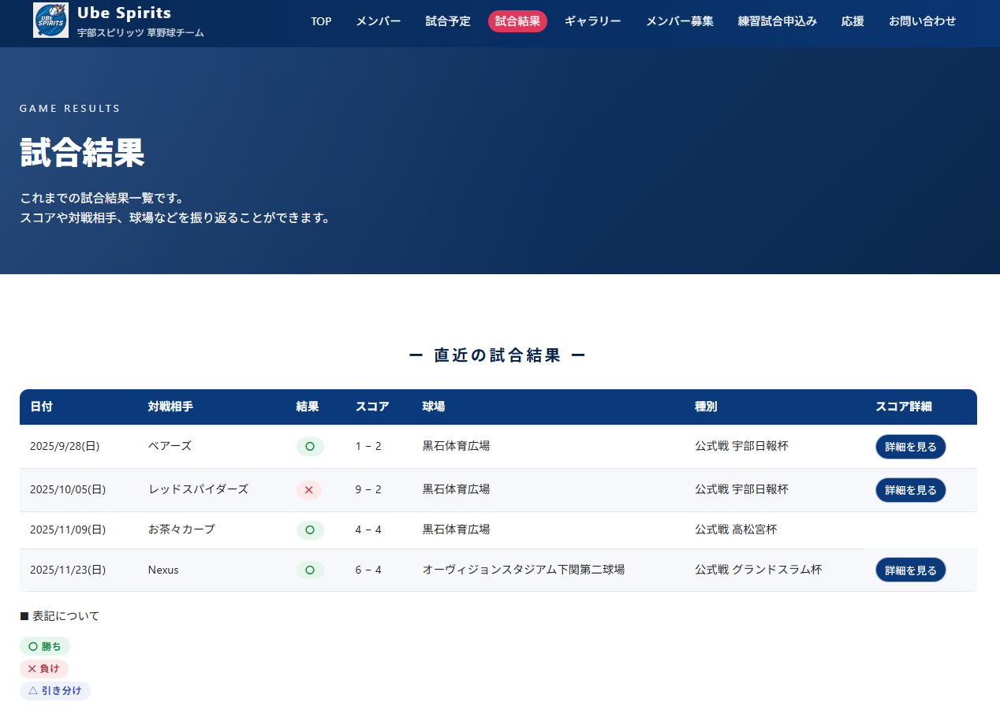 UBE SPIRITS
Ube Spirits
宇部スピリッツ 草野球チーム
TOP メンバー 試合予定 試合結果 ギャラリー メンバー募集 練習試合申込み 応援 お問い合わせ
GAME RESULTS
試合結果
これまでの試合結果一覧です。
スコアや対戦相手、球場などを振り返ることができます。
ー 直近の試合結果 ー
日付 対戦相手 結果 スコア 球場 種別 スコア詳細
2025/9/28(日) ベアーズ 〇 1 − 2 黒石体育広場 公式戦 宇部日報杯 詳細を見る
2025/10/05(日) レッドスパイダーズ × 9 − 2 黒石体育広場 公式戦 宇部日報杯 詳細を見る
2025/11/09(日) お茶々カープ 〇 4 − 4 黒石体育広場 公式戦 高松宮杯
2025/11/23(日) Nexus 〇 6 − 4 オーヴィジョンスタジアム下関第二球場 公式戦 グランドスラム杯 詳細を見る
■ 表記について
〇 勝ち
× 負け
△ 引き分け